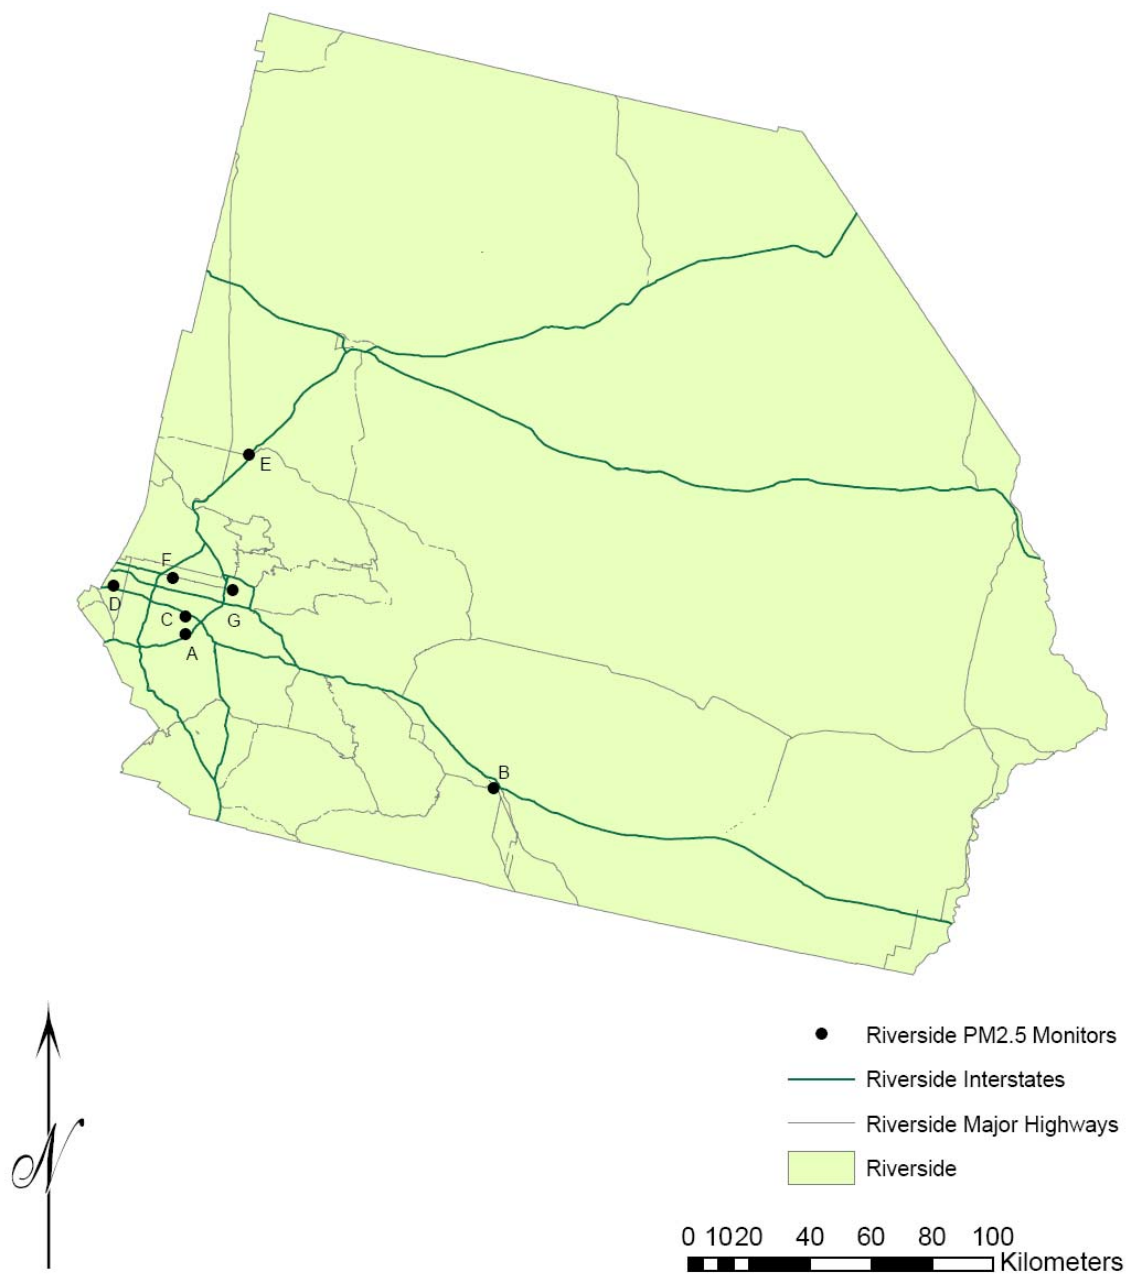 E
F
D
C
G
A
B
Riverside PM2.5 Monitors
Riverside Interstates
Riverside Major Highways
Riverside
N
0 10 20 40 60 80 100
Kilometers